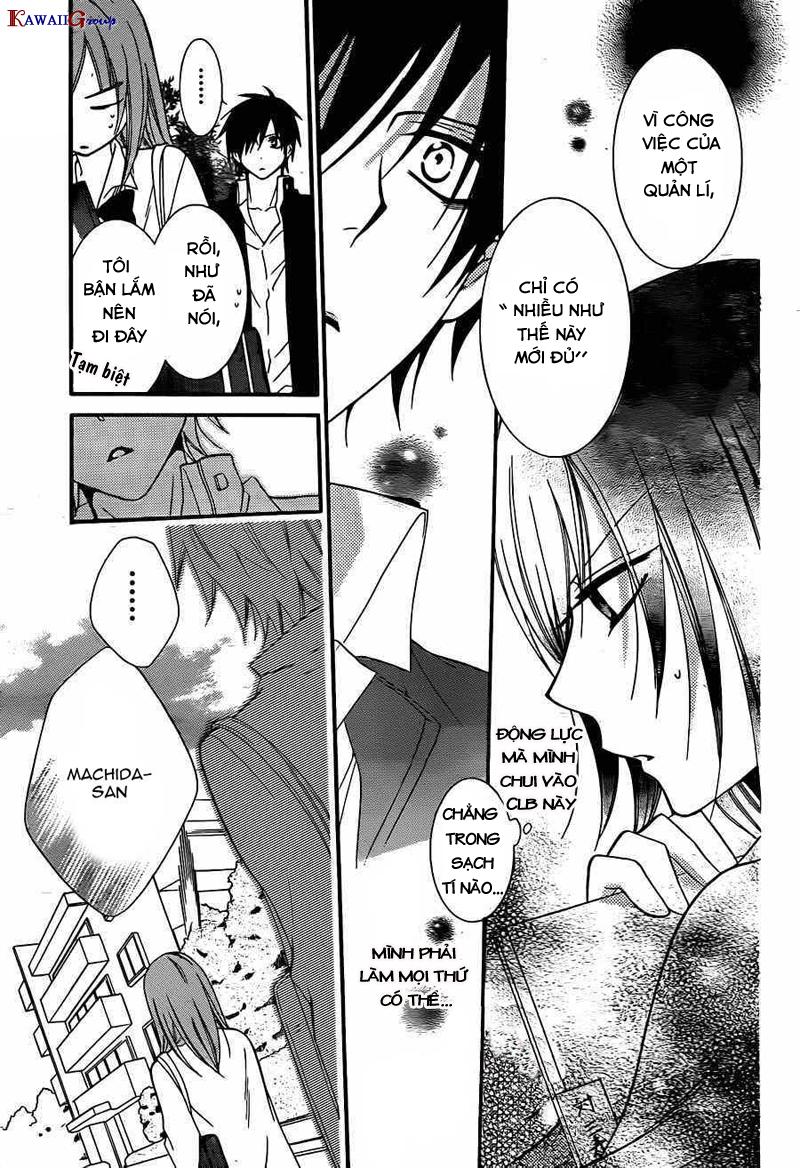 KAWAII GROUP
VÌ CÔNG
VIỆC CỦA
MỘT
QUẢN LÍ,
CHỈ CÓ
“ NHIỀU NHƯ
THẾ NÀY
MỚI ĐỦ’’
ĐỘNG LỰC
MÀ MÌNH
CHUI VÀO
CLB NÀY
CHẲNG
TRONG
SẠCH
TÍ NÀO...
MÌNH PHẢI
LÀM MỌI THỨ
CÓ THỂ...
......
RỒI,
NHƯ
ĐÃ
NÓI,
TÔI
BẬN LẮM
NÊN
ĐI ĐÂY
Tạm biệt
......
MACHIDA-
SAN